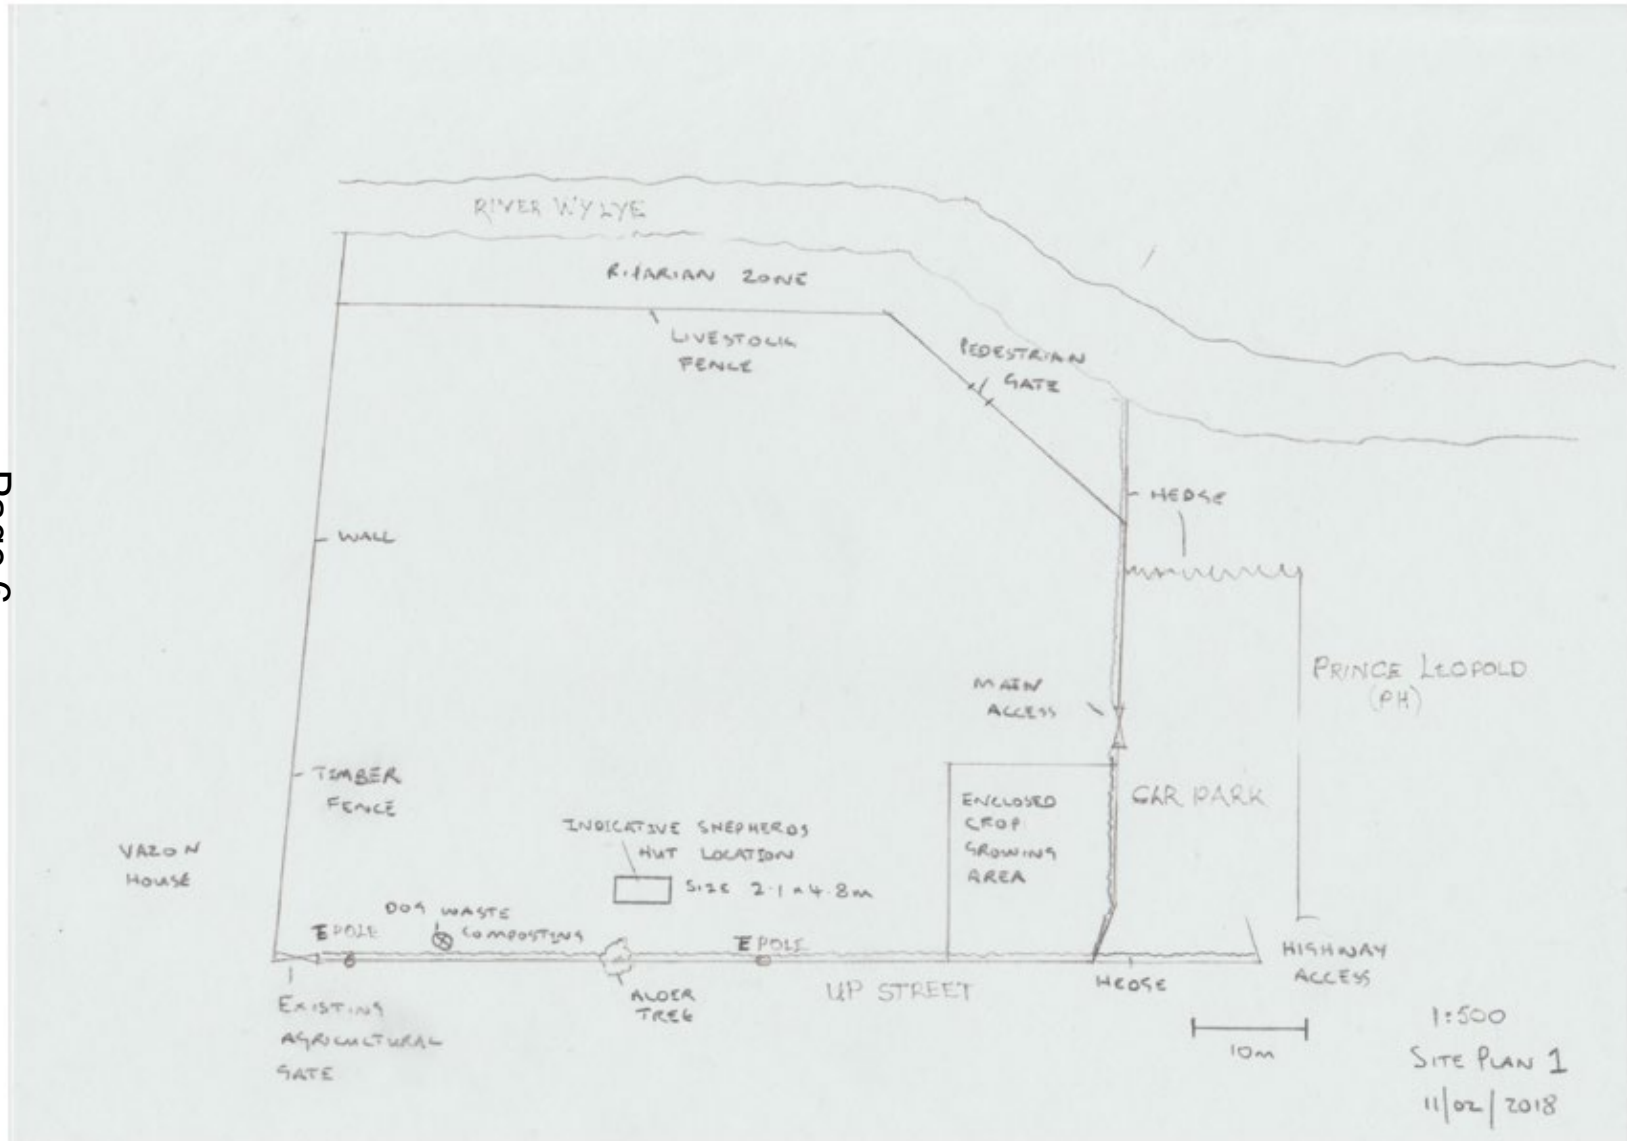 RIVER WYLYE
RIPARIAN ZONE
LIVESTOCK
FENCE
PEDESTRIAN
GATE
HEDGE
WALL
MAIN
ACCESS
PRINCE LEOPOLD
(PH)
TIMBER
FENCE
CAR PARK
ENCLOSED
CROP
GROWING
AREA
INDICATIVE SHEPHERDS
HUT LOCATION
SIZE 2.1 x 4.8m
VAZON
HOUSE
DOG WASTE
COMPOSTING
E POLE
E POLE
UP STREET
HEDGE
HIGHWAY
ACCESS
ALDER
TREE
EXISTING
AGRICULTURAL
GATE
10m
1:500
SITE PLAN 1
11/02/2018